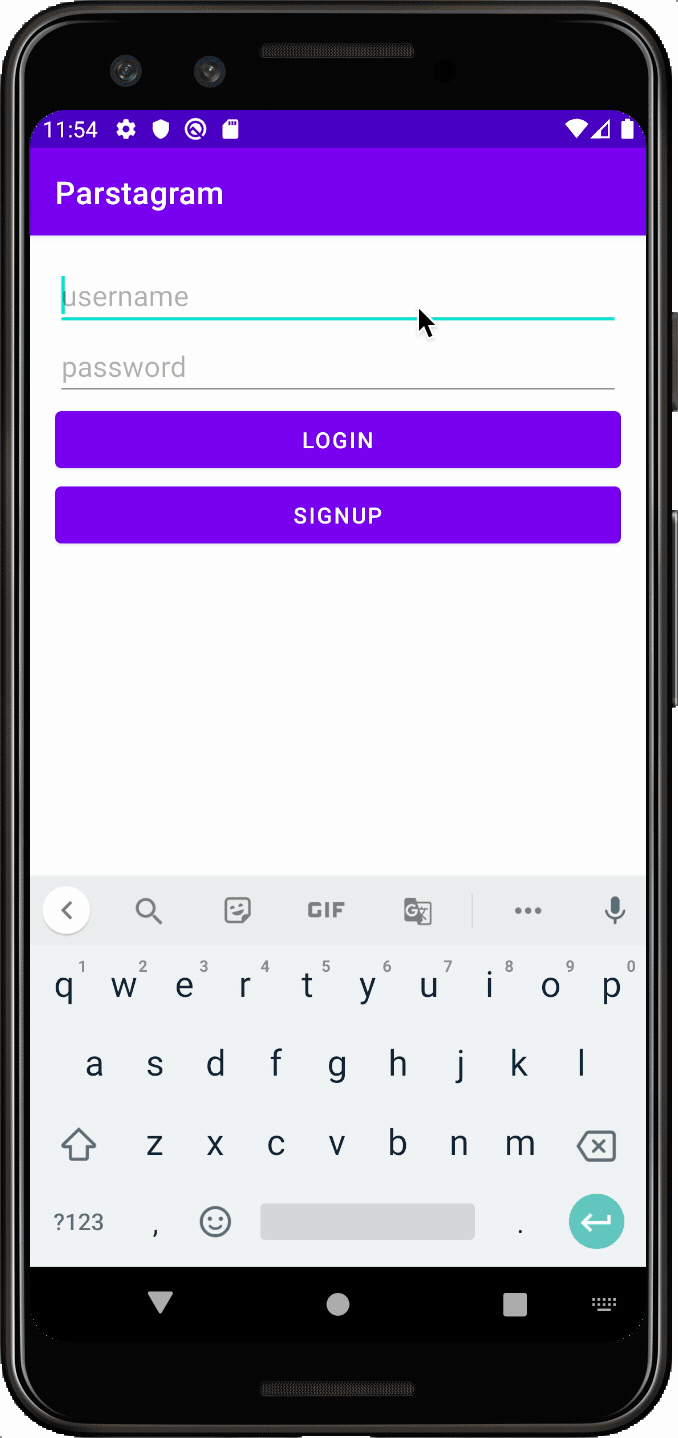 11:54
Parstagram
username
password
LOGIN
SIGNUP
GIF
G
1 2 3 4 5 6 7 8 9 0
q w e r t y u i o p
a s d f g h j k l
z x c v b n m
?123 , .